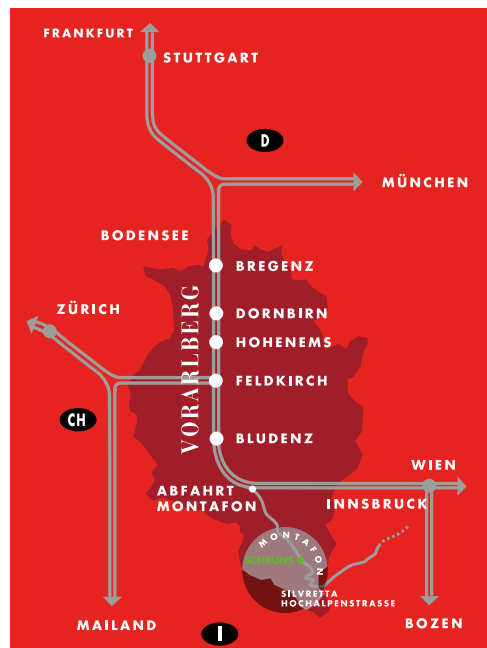 FRANKFURT
STUTTGART
D
MÜNCHEN
BODENSEE
BREGENZ
ZÜRICH
DORNBIRN
VORARLBERG
HOHENEMS
FELDKIRCH
CH
BLUDENZ
WIEN
ABFAHRT
MONTAFON
INNSBRUCK
MONTAFON
SCHRUNS
SILVRETTA
HOCHALPENSTRASSE
MAILAND
I
BOZEN